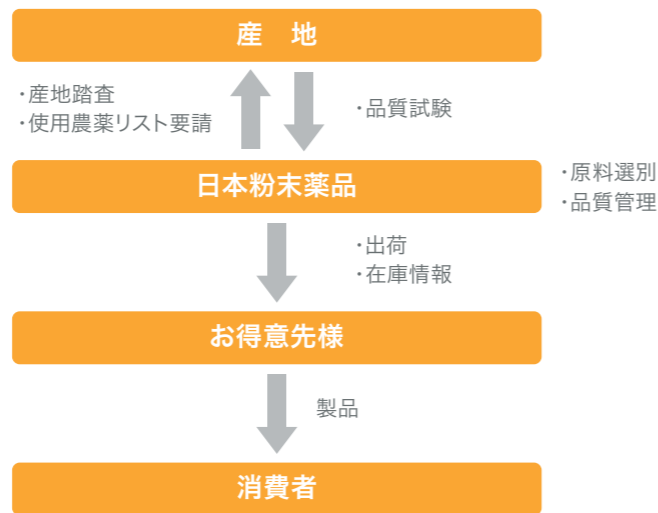 産　地
・産地踏査
・使用農薬リスト要請
・品質試験
日本粉末薬品
・原料選別
・品質管理
・出荷
・在庫情報
お得意先様
製品
消費者